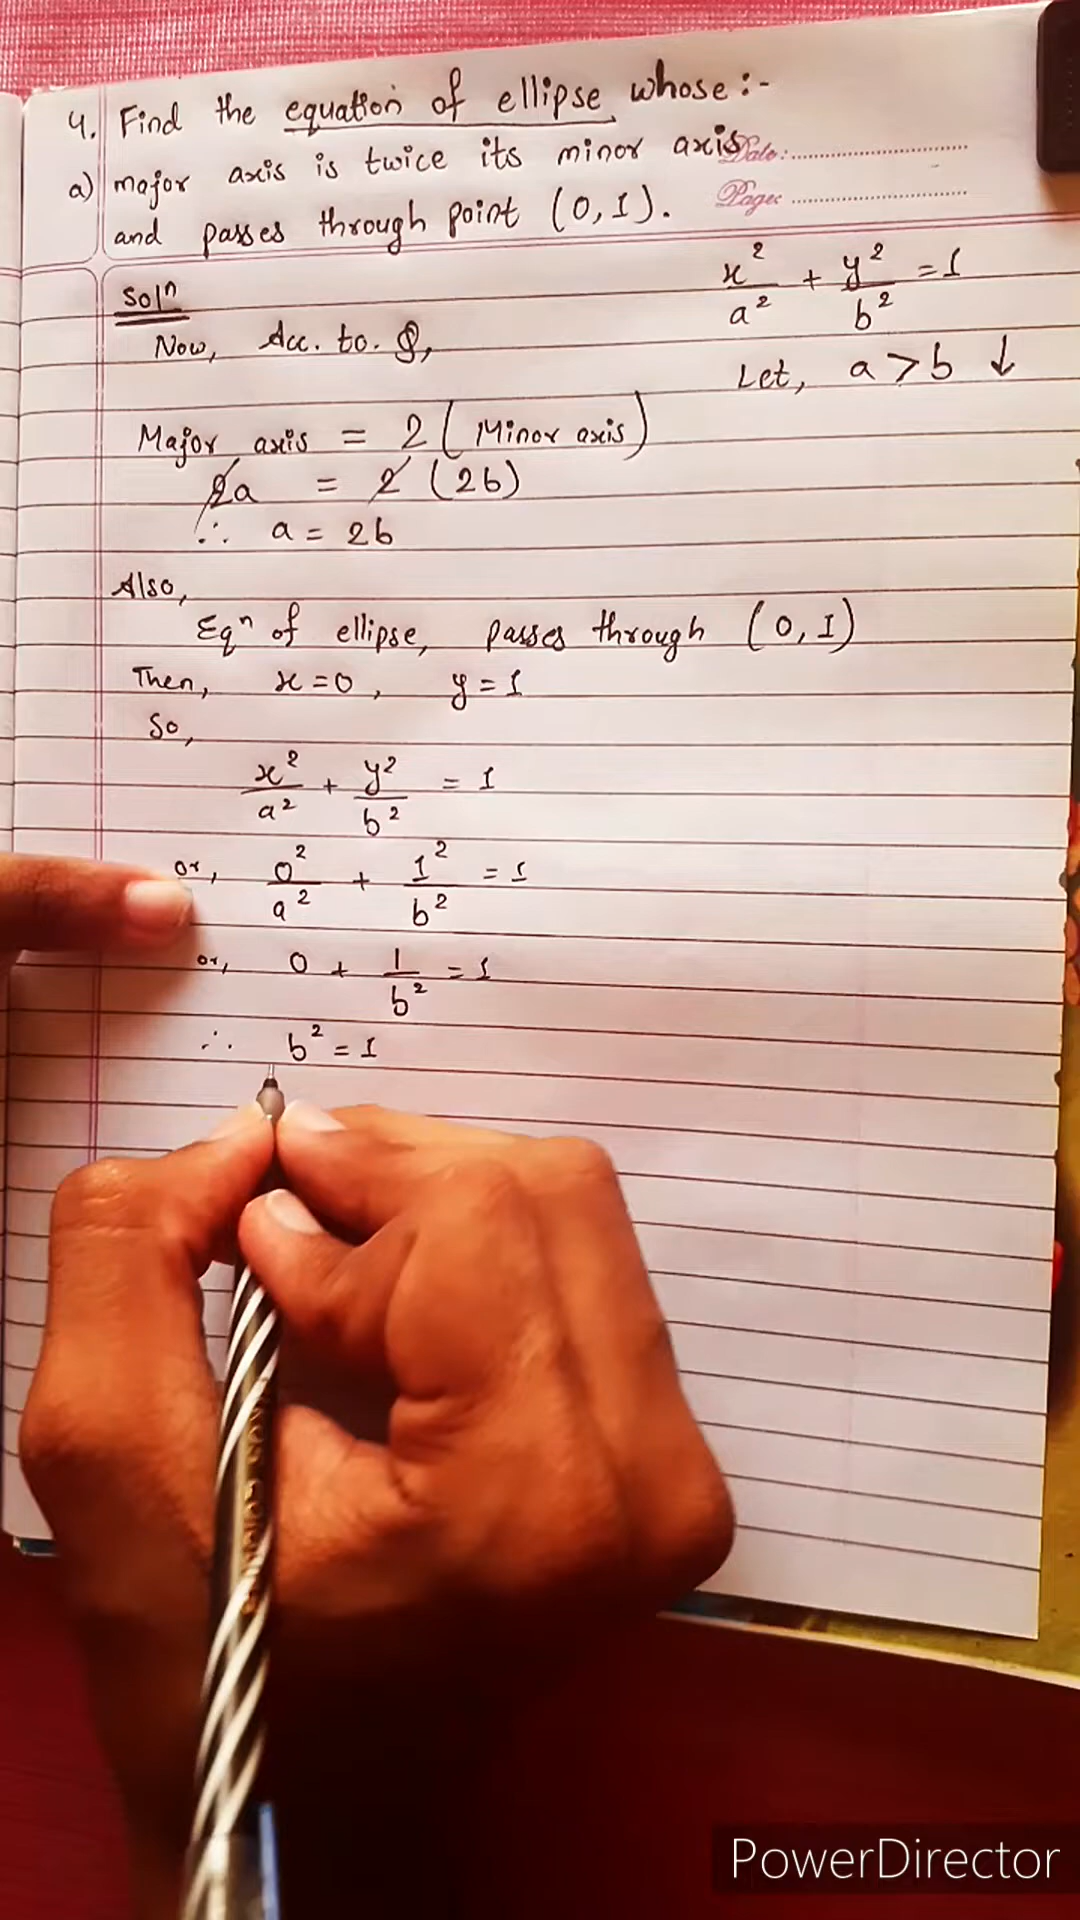 4. Find the equation of ellipse whose:-
a) major axis is twice its minor axis
Date:
and passes through point (0,1).
Page:
Solⁿ
x²/a² + y²/b² = 1
Now, Acc. to. Q,
Let, a > b ↓
Major axis = 2 (Minor axis)
2a = 2 (2b)
∴ a = 2b
Also,
Eqⁿ of ellipse, passes through (0,1)
Then, x = 0, y = 1
So,
x²/a² + y²/b² = 1
or, 0²/a² + 1²/b² = 1
or, 0 + 1/b² = 1
∴ b² = 1
PowerDirector